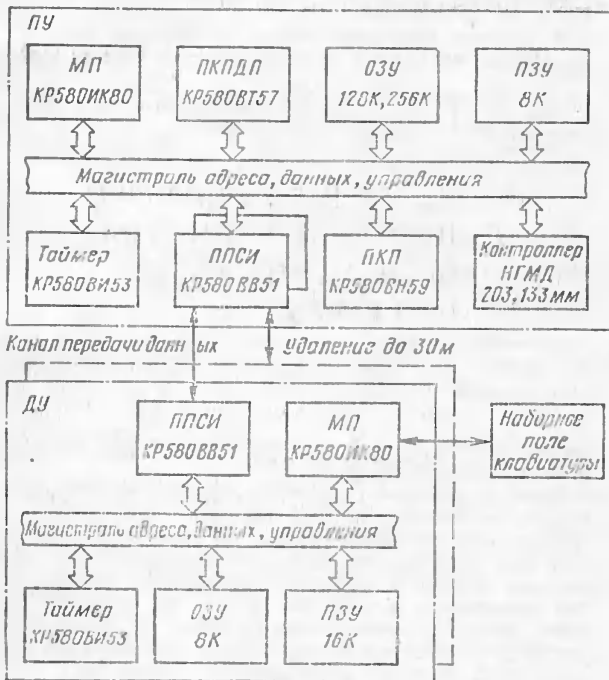 ПУ
МП
КР580ИК80
ПКПДП
КР580ВТ57
ОЗУ
128К, 256К
ПЗУ
8К
Магистраль адреса, данных, управления
Таймер
КР580ВИ53
ППСИ
КР580ВВ51
ПКП
КР580ВН59
Контроллер
НГМД
203, 133 мм
Канал передачи данных
Удаление до 30м
ДУ
ППСИ
КР580ВВ51
МП
КР580ИК80
Наборное
поле
клавиатуры
Магистраль адреса, данных, управления
Таймер
КР580ВИ53
ОЗУ
8К
ПЗУ
16К